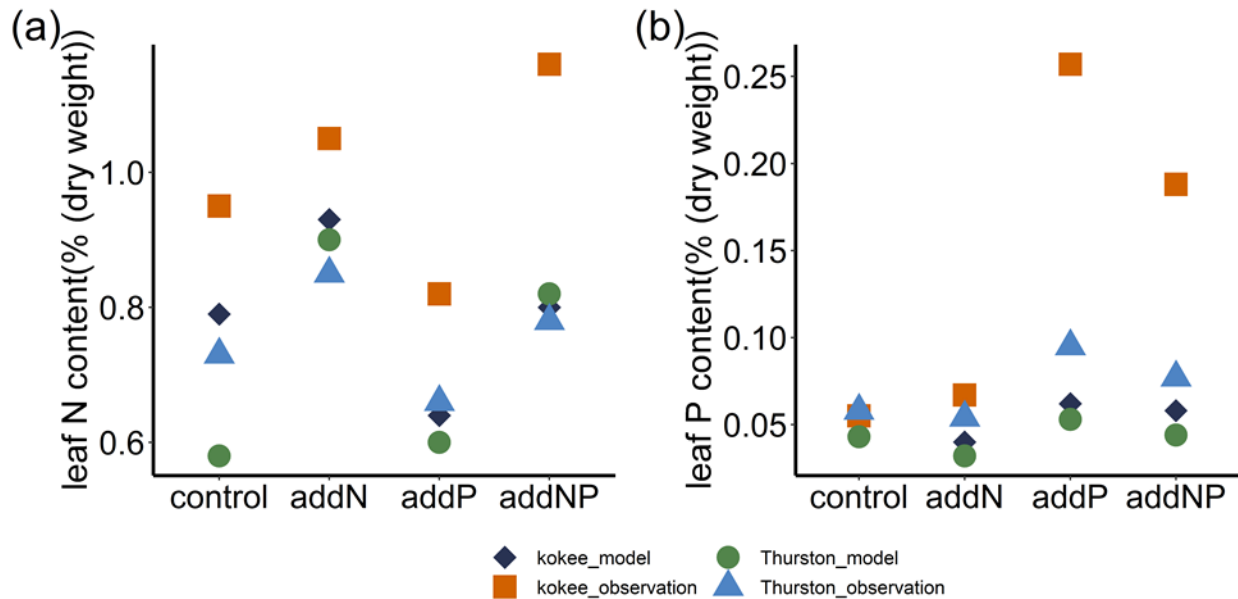 (a)
leaf N content(% (dry weight))
1.0
0.8
0.6
control addN addP addNP
(b)
leaf P content(% (dry weight))
0.25
0.20
0.15
0.10
0.05
control addN addP addNP
kokee_model Thurston_model
kokee_observation Thurston_observation